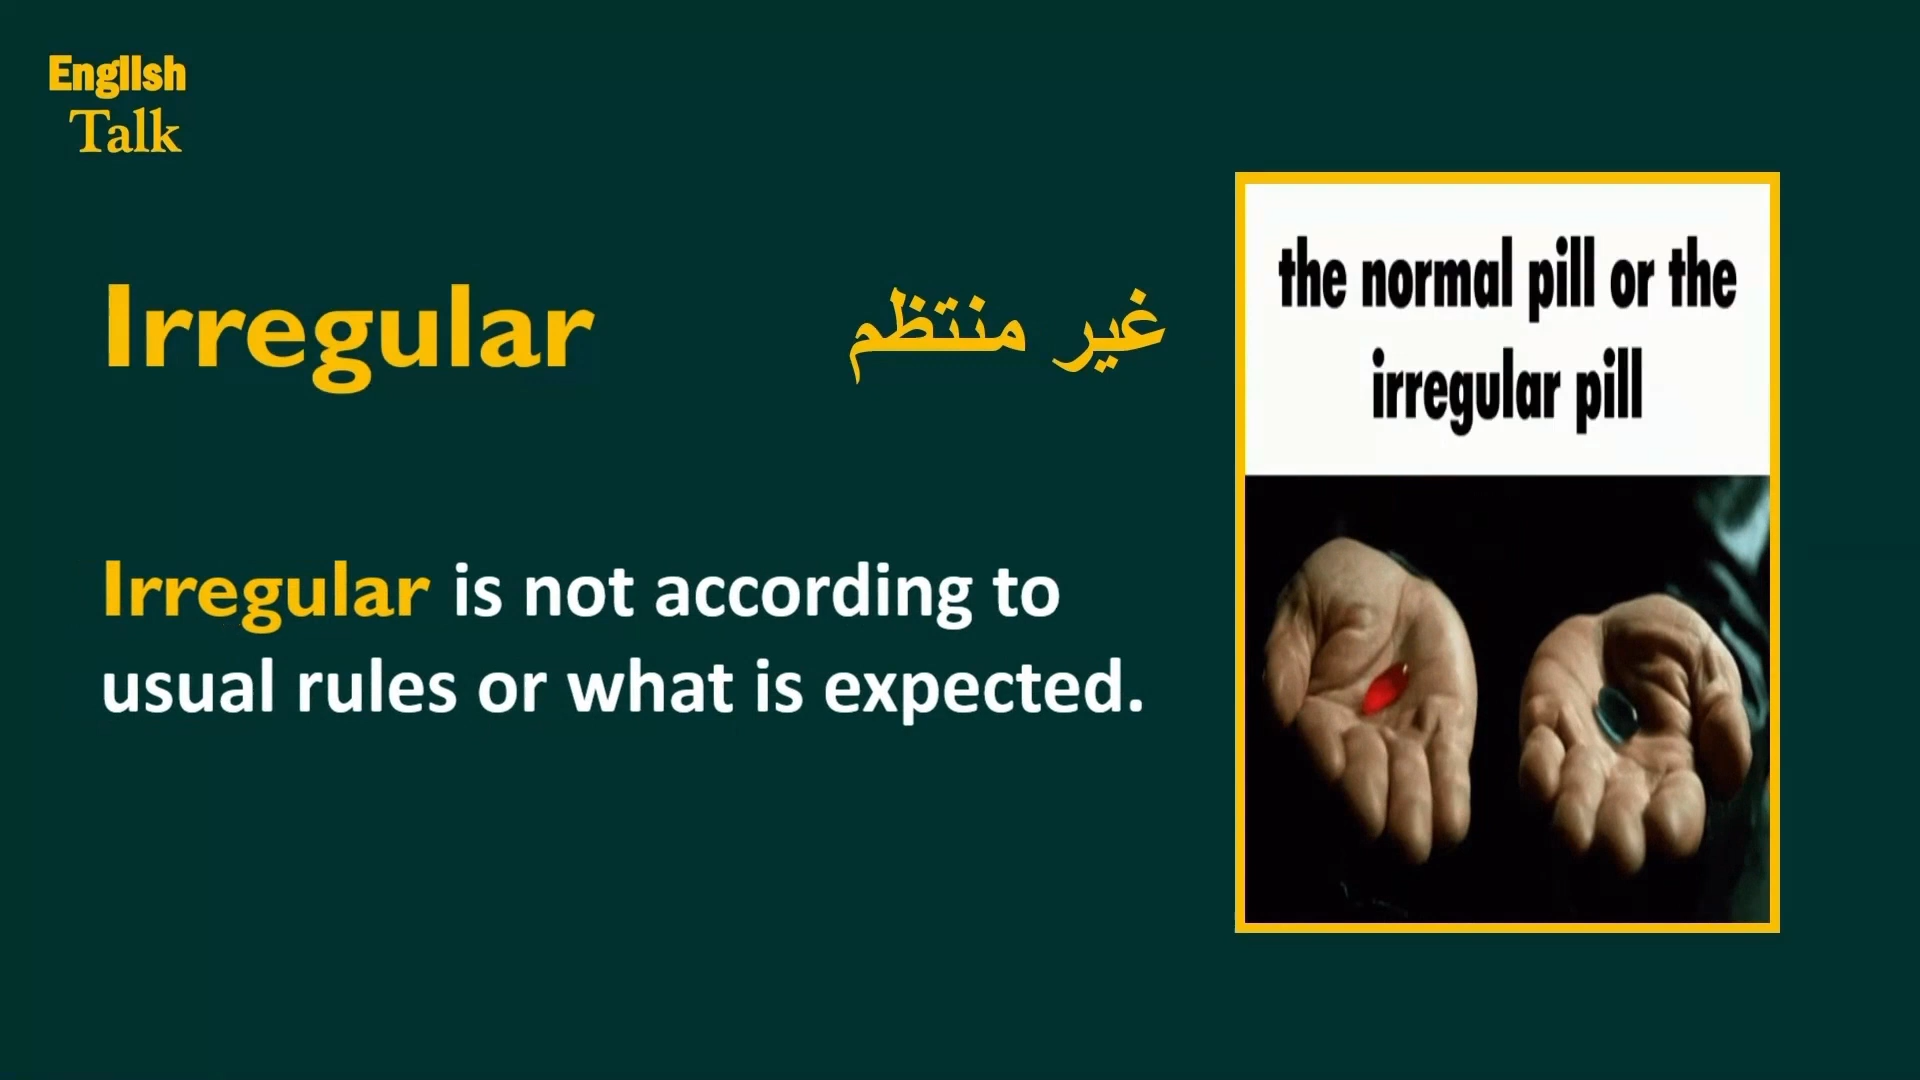 English
Talk
Irregular
غير منتظم
Irregular is not according to
usual rules or what is expected.
the normal pill or the
irregular pill